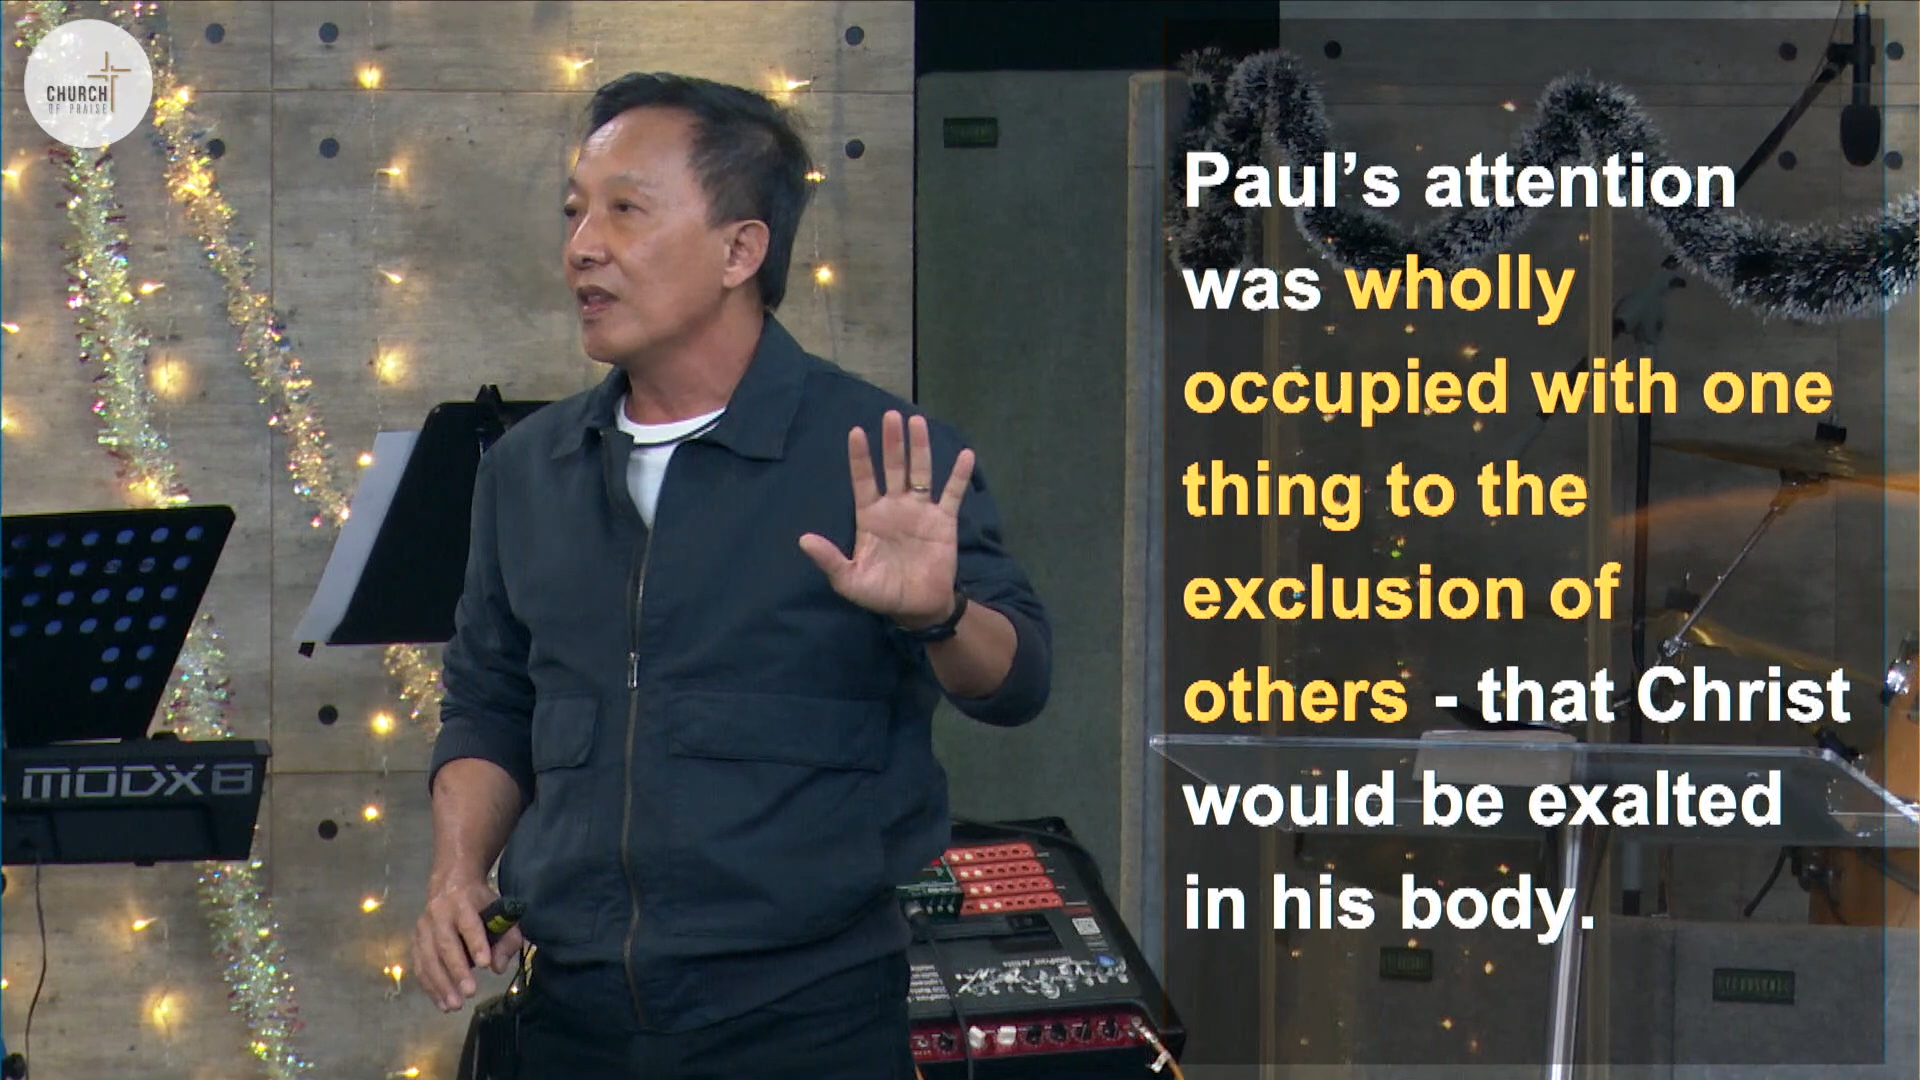 CHURCH
OF PRAISE
Paul’s attention
was wholly
occupied with one
thing to the
exclusion of
others - that Christ
would be exalted
in his body.
MODX8